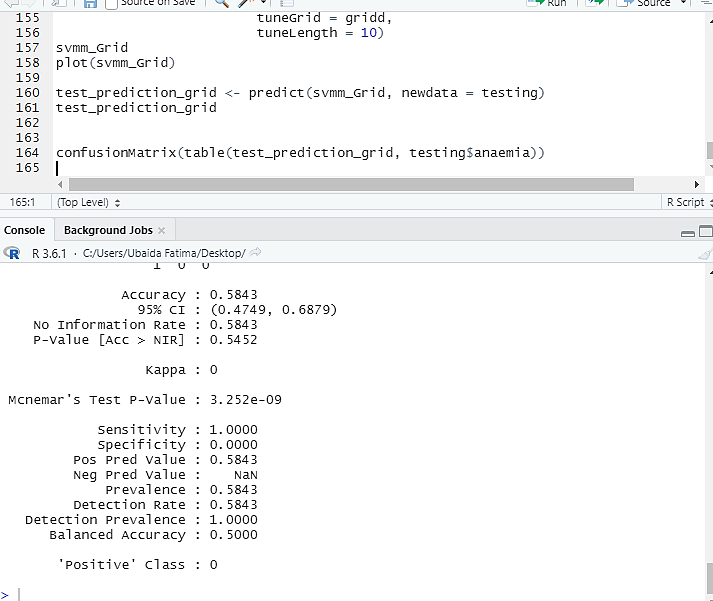 Source on Save
Run
Source
155 tuneGrid = gridd,
156 tuneLength = 10)
157 svmm_Grid
158 plot(svmm_Grid)
159
160 test_prediction_grid <- predict(svmm_Grid, newdata = testing)
161 test_prediction_grid
162
163
164 confusionMatrix(table(test_prediction_grid, testing$anaemia))
165
165:1 (Top Level) R Script
Console Background Jobs
R R 3.6.1 · C:/Users/Ubaida Fatima/Desktop/
1 0 0
Accuracy : 0.5843
95% CI : (0.4749, 0.6879)
No Information Rate : 0.5843
P-Value [Acc > NIR] : 0.5452
Kappa : 0
Mcnemar's Test P-Value : 3.252e-09
Sensitivity : 1.0000
Specificity : 0.0000
Pos Pred Value : 0.5843
Neg Pred Value : NaN
Prevalence : 0.5843
Detection Rate : 0.5843
Detection Prevalence : 1.0000
Balanced Accuracy : 0.5000
'Positive' Class : 0
>